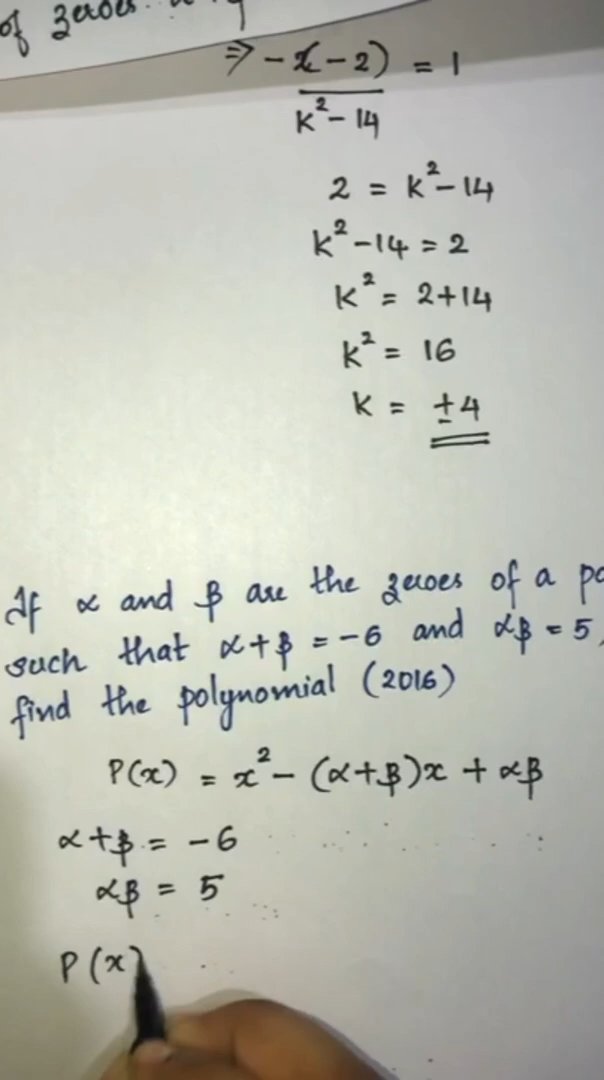 of zeroes
⇒ -x(-2) / k²-14 = 1
2 = k²-14
k²-14 = 2
k² = 2+14
k² = 16
k = ±4
If α and β are the zeroes of a po
such that α+β = -6 and αβ = 5,
find the polynomial (2016)
P(x) = x² - (α+β)x + αβ
α+β = -6
αβ = 5
P(x)